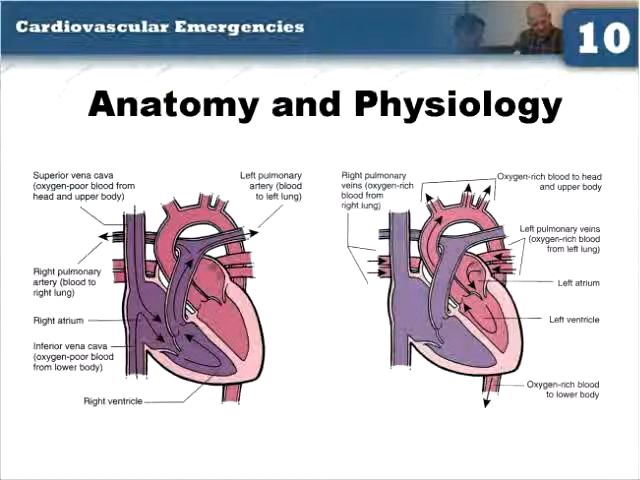 Cardiovascular Emergencies
10
Anatomy and Physiology
Superior vena cava
(oxygen-poor blood from
head and upper body)
Left pulmonary
artery (blood
to left lung)
Right pulmonary
artery (blood to
right lung)
Right atrium
Inferior vena cava
(oxygen-poor blood
from lower body)
Right ventricle
Right pulmonary
veins (oxygen-rich
blood from
right lung)
Oxygen-rich blood to head
and upper body
Left pulmonary veins
(oxygen-rich blood
from left lung)
Left atrium
Left ventricle
Oxygen-rich blood
to lower body